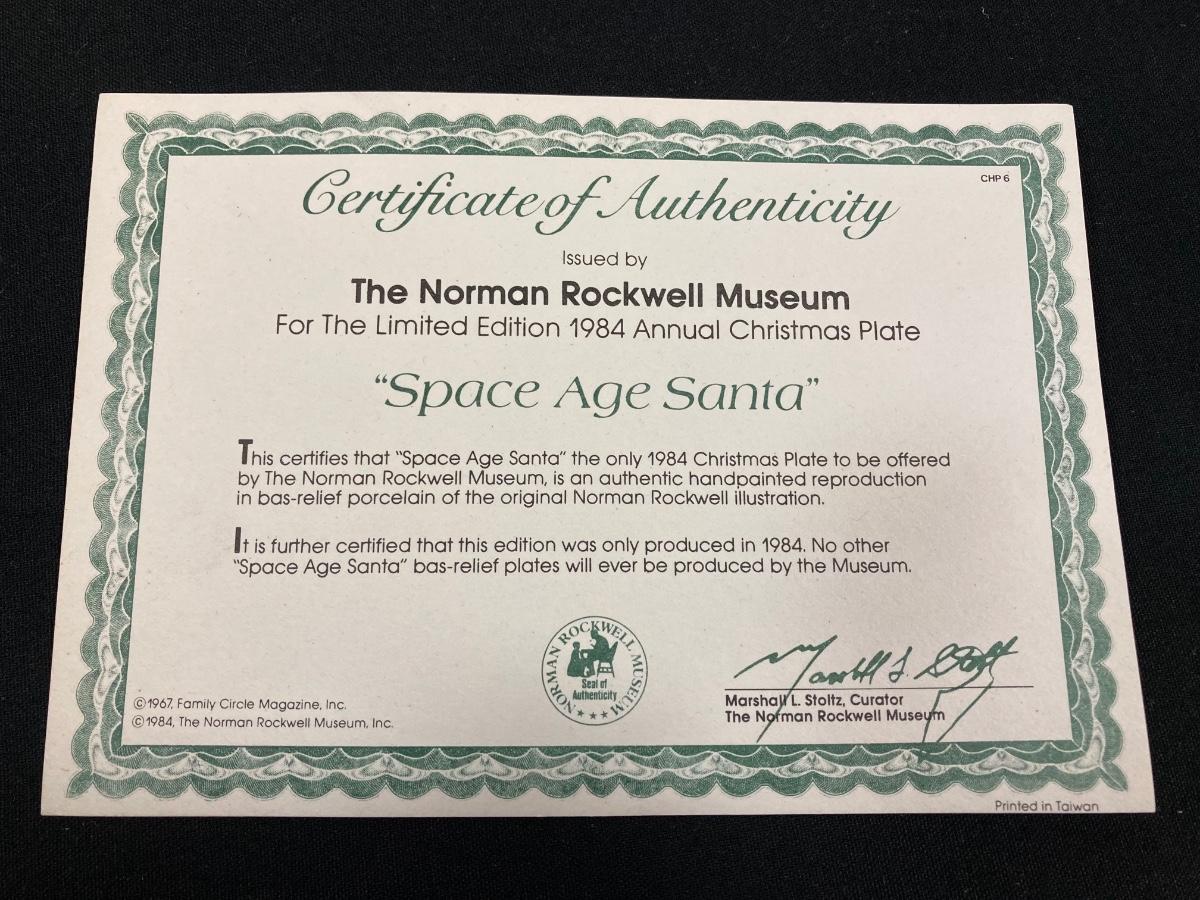 CHP 6
Certificate of Authenticity
Issued by
The Norman Rockwell Museum
For The Limited Edition 1984 Annual Christmas Plate
“Space Age Santa”
This certifies that “Space Age Santa” the only 1984 Christmas Plate to be offered
by The Norman Rockwell Museum, is an authentic handpainted reproduction
in bas-relief porcelain of the original Norman Rockwell illustration.
It is further certified that this edition was only produced in 1984. No other
“Space Age Santa” bas-relief plates will ever be produced by the Museum.
NORMAN ROCKWELL MUSEUM
Seal of
Authenticity
★ ★ ★
Marshall L. Stoltz
Marshall L. Stoltz, Curator
The Norman Rockwell Museum
©1967, Family Circle Magazine, Inc.
©1984, The Norman Rockwell Museum, Inc.
Printed in Taiwan